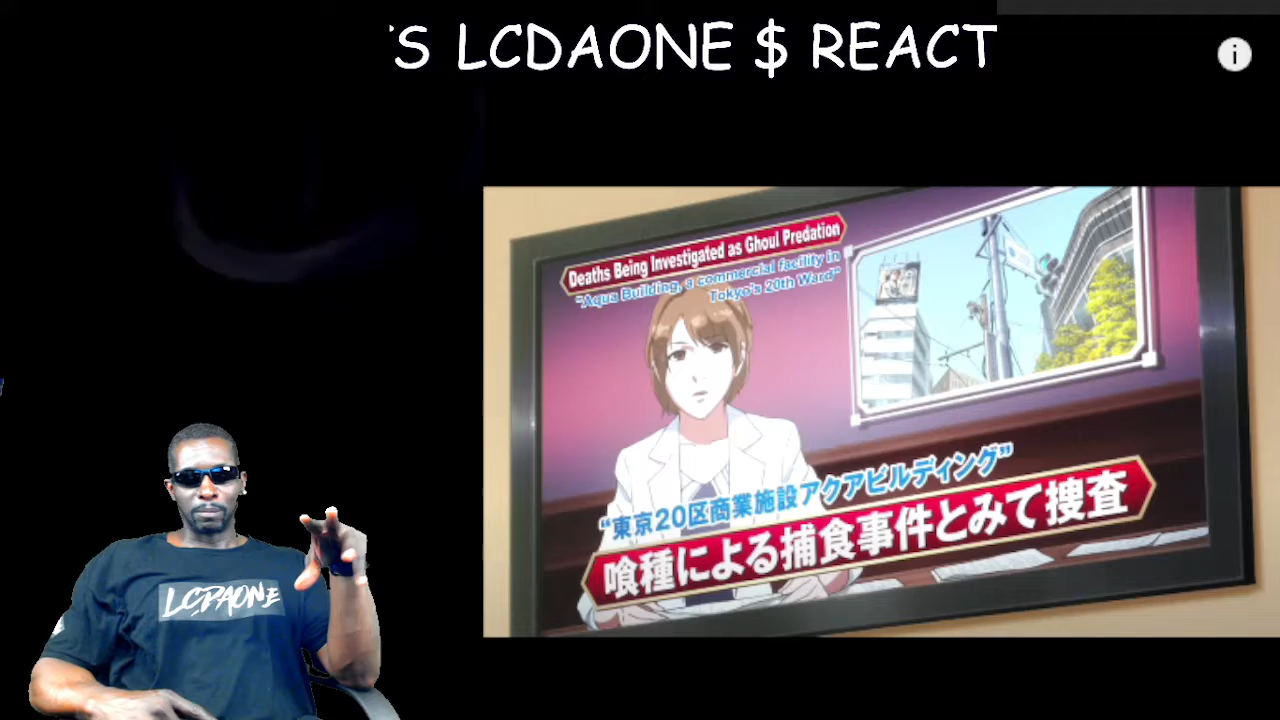 'S LCDAONE $ REACT
i
Deaths Being Investigated as Ghoul Predation
"Aqua Building, a commercial facility in
Tokyo's 20th Ward"
"東京20区商業施設アクアビルディング"
喰種による捕食事件とみて捜査
LCDAONE